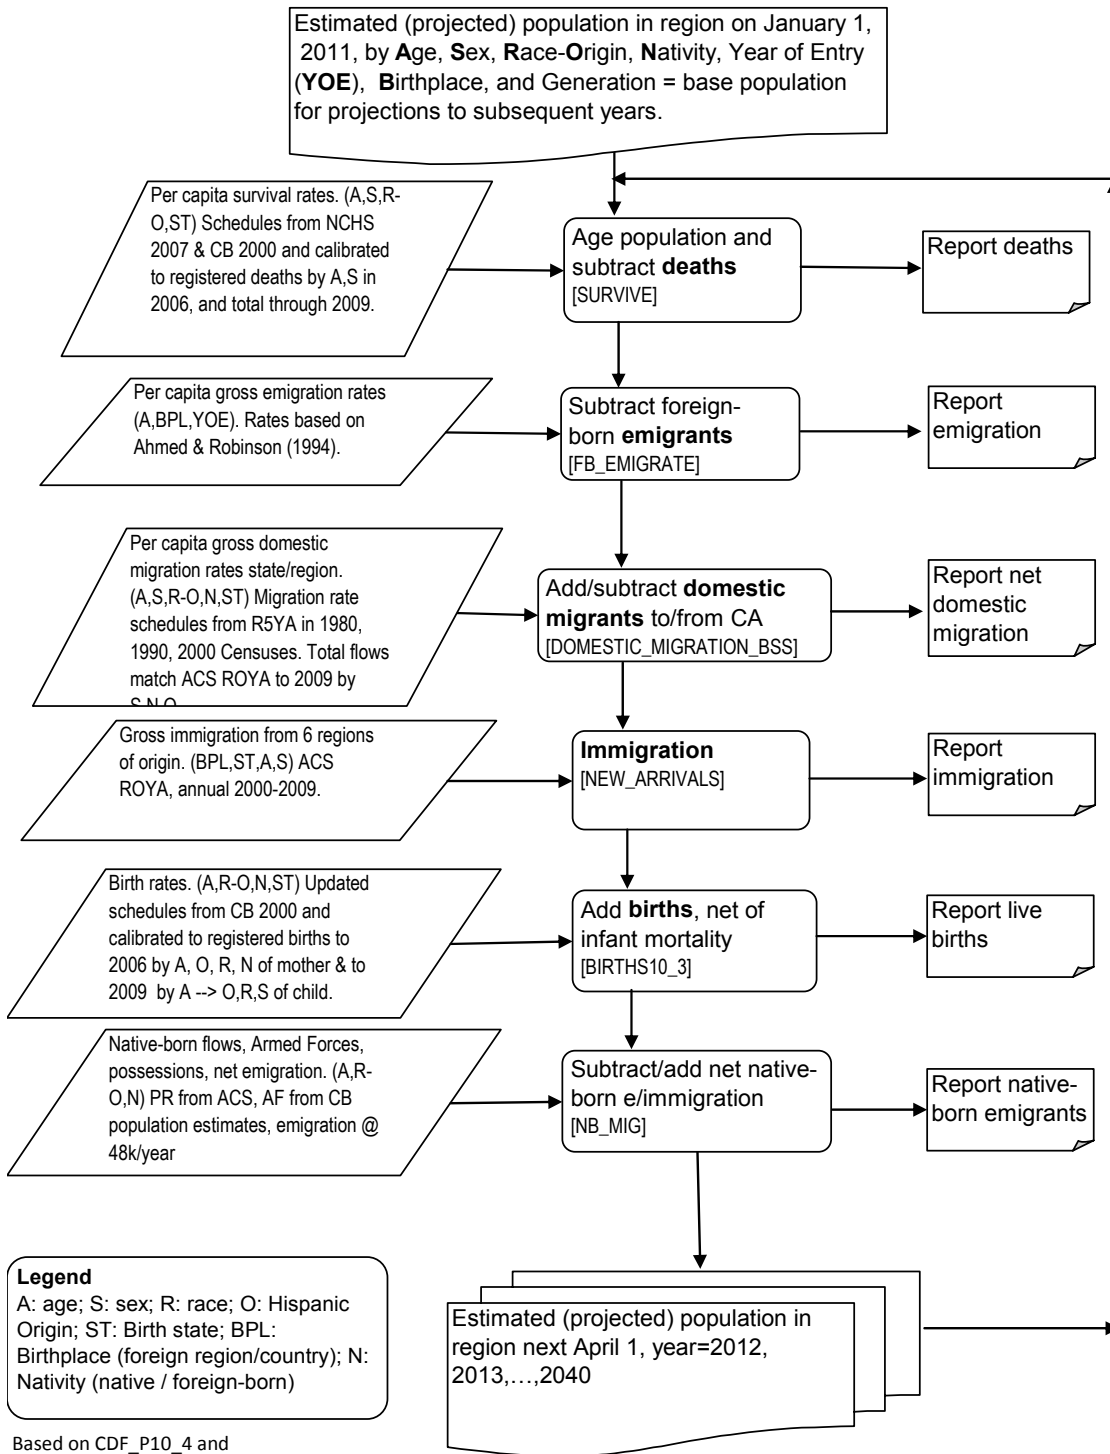 Estimated (projected) population in region on January 1,
2011, by Age, Sex, Race-Origin, Nativity, Year of Entry
(YOE), Birthplace, and Generation = base population
for projections to subsequent years.
Per capita survival rates. (A,S,R-
O,ST) Schedules from NCHS
2007 & CB 2000 and calibrated
to registered deaths by A,S in
2006, and total through 2009.
Age population and
subtract deaths
[SURVIVE]
Report deaths
Per capita gross emigration rates
(A,BPL,YOE). Rates based on
Ahmed & Robinson (1994).
Subtract foreign-
born emigrants
[FB_EMIGRATE]
Report
emigration
Per capita gross domestic
migration rates state/region.
(A,S,R-O,N,ST) Migration rate
schedules from R5YA in 1980,
1990, 2000 Censuses. Total flows
match ACS ROYA to 2009 by
S,N,O
Add/subtract domestic
migrants to/from CA
[DOMESTIC_MIGRATION_BSS]
Report net
domestic
migration
Gross immigration from 6 regions
of origin. (BPL,ST,A,S) ACS
ROYA, annual 2000-2009.
Immigration
[NEW_ARRIVALS]
Report
immigration
Birth rates. (A,R-O,N,ST) Updated
schedules from CB 2000 and
calibrated to registered births to
2006 by A, O, R, N of mother & to
2009 by A --> O,R,S of child.
Add births, net of
infant mortality
[BIRTHS10_3]
Report live
births
Native-born flows, Armed Forces,
possessions, net emigration. (A,R-
O,N) PR from ACS, AF from CB
population estimates, emigration @
48k/year
Subtract/add net native-
born e/immigration
[NB_MIG]
Report native-
born emigrants
Legend
A: age; S: sex; R: race; O: Hispanic
Origin; ST: Birth state; BPL:
Birthplace (foreign region/country); N:
Nativity (native / foreign-born)
Estimated (projected) population in
region next April 1, year=2012,
2013,…,2040
Based on CDF_P10_4 and